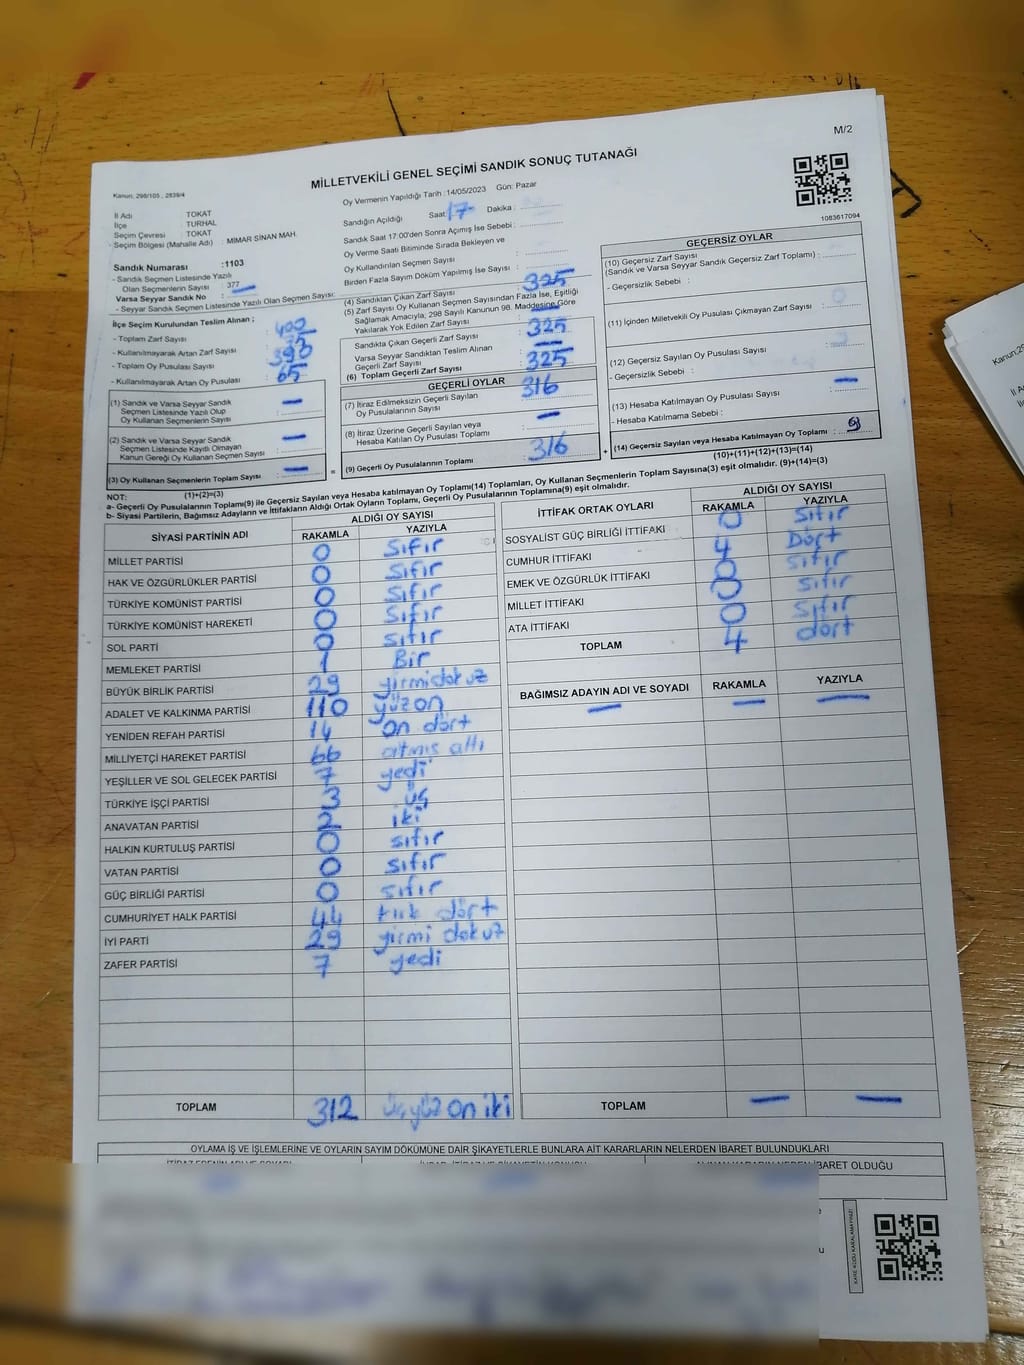 M/2
MİLLETVEKİLİ GENEL SEÇİMİ SANDIK SONUÇ TUTANAĞI
Kanun: 298/105 , 2839/4
1083617094
İl Adı TOKAT
İlçe TURHAL
Seçim Çevresi TOKAT
Seçim Bölgesi (Mahalle Adı) : MİMAR SİNAN MAH.
Sandık Numarası :1103
- Sandık Seçmen Listesinde Yazılı
Olan Seçmenlerin Sayısı 377
Varsa Seyyar Sandık No : —
- Seyyar Sandık Seçmen Listesinde Yazılı Olan Seçmen Sayısı:
İlçe Seçim Kurulundan Teslim Alınan ;
- Toplam Zarf Sayısı : 400
- Kullanılmayarak Artan Zarf Sayısı :
- Toplam Oy Pusulası Sayısı : 393
- Kullanılmayarak Artan Oy Pusulası : 65
(1) Sandık ve Varsa Seyyar Sandık
Seçmen Listesinde Yazılı Olup
Oy Kullanan Seçmenlerin Sayısı : —
(2) Sandık ve Varsa Seyyar Sandık
Seçmen Listesinde Kayıtlı Olmayan
Kanun Gereği Oy Kullanan Seçmen Sayısı : —
(3) Oy Kullanan Seçmenlerin Toplam Sayısı : —
(1)+(2)=(3)
Oy Vermenin Yapıldığı Tarih :14/05/2023 Gün: Pazar
Sandığın Açıldığı Saat 17 Dakika :
Sandık Saat 17:00'den Sonra Açılmış İse Sebebi :
Oy Verme Saati Bitiminde Sırada Bekleyen ve
Oy Kullandırılan Seçmen Sayısı :
Birden Fazla Sayım Döküm Yapılmış İse Sayısı :
(4) Sandıktan Çıkan Zarf Sayısı : 325
(5) Zarf Sayısı Oy Kullanan Seçmen Sayısından Fazla İse, Eşitliği
Sağlamak Amacıyla, 298 Sayılı Kanunun 98. Maddesine Göre
Yakılarak Yok Edilen Zarf Sayısı : —
Sandıkta Çıkan Geçerli Zarf Sayısı : 325
Varsa Seyyar Sandıktan Teslim Alınan
Geçerli Zarf Sayısı : —
(6) Toplam Geçerli Zarf Sayısı : 325
GEÇERLİ OYLAR
(7) İtiraz Edilmeksizin Geçerli Sayılan
Oy Pusulalarının Sayısı : 316
(8) İtiraz Üzerine Geçerli Sayılan veya
Hesaba Katılan Oy Pusulası Toplamı : —
= (9) Geçerli Oy Pusulalarının Toplamı : 316
GEÇERSİZ OYLAR
(10) Geçersiz Zarf Sayısı
(Sandık ve Varsa Seyyar Sandık Geçersiz Zarf Toplamı) :
- Geçersizlik Sebebi :
(11) İçinden Milletvekili Oy Pusulası Çıkmayan Zarf Sayısı :
(12) Geçersiz Sayılan Oy Pusulası Sayısı :
- Geçersizlik Sebebi :
(13) Hesaba Katılmayan Oy Pusulası Sayısı : —
- Hesaba Katılmama Sebebi :
+ (14) Geçersiz Sayılan veya Hesaba Katılmayan Oy Toplamı : 9
(10)+(11)+(12)+(13)=(14)
NOT:
a- Geçerli Oy Pusulalarının Toplamı(9) ile Geçersiz Sayılan veya Hesaba katılmayan Oy Toplamı(14) Toplamları, Oy Kullanan Seçmenlerin Toplam Sayısına(3) eşit olmalıdır. (9)+(14)=(3)
b- Siyasi Partilerin, Bağımsız Adayların ve İttifakların Aldığı Ortak Oyların Toplamı, Geçerli Oy Pusulalarının Toplamına(9) eşit olmalıdır.
SİYASİ PARTİNİN ADI ALDIĞI OY SAYISI
RAKAMLA YAZIYLA
MİLLET PARTİSİ 0 Sıfır
HAK VE ÖZGÜRLÜKLER PARTİSİ 0 Sıfır
TÜRKİYE KOMÜNİST PARTİSİ 0 Sıfır
TÜRKİYE KOMÜNİST HAREKETİ 0 Sıfır
SOL PARTİ 0 sıfır
MEMLEKET PARTİSİ 1 Bir
BÜYÜK BİRLİK PARTİSİ 29 yirmidokuz
ADALET VE KALKINMA PARTİSİ 110 yüzon
YENİDEN REFAH PARTİSİ 14 on dört
MİLLİYETÇİ HAREKET PARTİSİ 66 atmış altı
YEŞİLLER VE SOL GELECEK PARTİSİ 7 yedi
TÜRKİYE İŞÇİ PARTİSİ 3 üç
ANAVATAN PARTİSİ 2 iki
HALKIN KURTULUŞ PARTİSİ 0 sıfır
VATAN PARTİSİ 0 sıfır
GÜÇ BİRLİĞİ PARTİSİ 0 sıfır
CUMHURİYET HALK PARTİSİ 44 kırk dört
İYİ PARTİ 29 yirmi dokuz
ZAFER PARTİSİ 7 yedi
TOPLAM 312 üçyüz on iki
İTTİFAK ORTAK OYLARI ALDIĞI OY SAYISI
RAKAMLA YAZIYLA
SOSYALİST GÜÇ BİRLİĞİ İTTİFAKI 0 Sıfır
CUMHUR İTTİFAKI 4 Dört
EMEK VE ÖZGÜRLÜK İTTİFAKI 0 sıfır
MİLLET İTTİFAKI 0 sıfır
ATA İTTİFAKI 0 sıfır
TOPLAM 4 dört
BAĞIMSIZ ADAYIN ADI VE SOYADI RAKAMLA YAZIYLA
— — —
TOPLAM — —
OYLAMA İŞ VE İŞLEMLERİNE VE OYLARIN SAYIM DÖKÜMÜNE DAİR ŞİKAYETLERLE BUNLARA AİT KARARLARIN NELERDEN İBARET BULUNDUKLARI
İBARET OLDUĞU
KARE KODU KARALAMAYINIZ!
Kanun:29
İl A